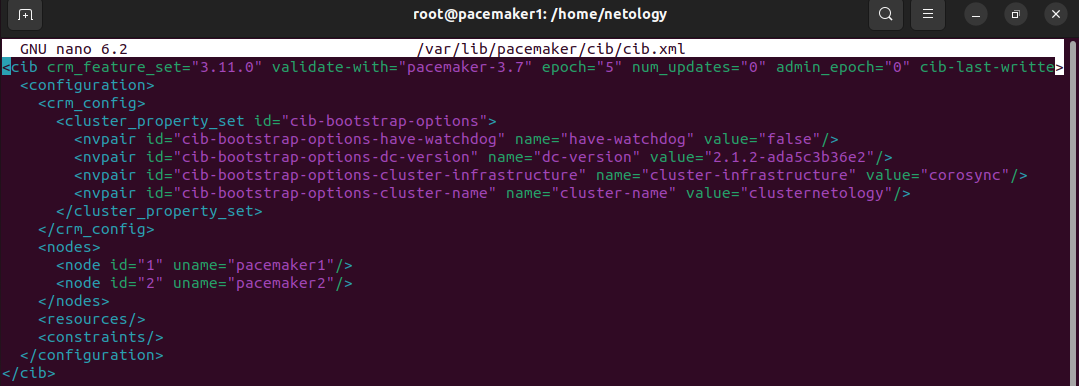 root@pacemaker1: /home/netology
GNU nano 6.2 /var/lib/pacemaker/cib/cib.xml
<cib crm_feature_set="3.11.0" validate-with="pacemaker-3.7" epoch="5" num_updates="0" admin_epoch="0" cib-last-writte>
  <configuration>
    <crm_config>
      <cluster_property_set id="cib-bootstrap-options">
        <nvpair id="cib-bootstrap-options-have-watchdog" name="have-watchdog" value="false"/>
        <nvpair id="cib-bootstrap-options-dc-version" name="dc-version" value="2.1.2-ada5c3b36e2"/>
        <nvpair id="cib-bootstrap-options-cluster-infrastructure" name="cluster-infrastructure" value="corosync"/>
        <nvpair id="cib-bootstrap-options-cluster-name" name="cluster-name" value="clusternetology"/>
      </cluster_property_set>
    </crm_config>
    <nodes>
      <node id="1" uname="pacemaker1"/>
      <node id="2" uname="pacemaker2"/>
    </nodes>
    <resources/>
    <constraints/>
  </configuration>
</cib>